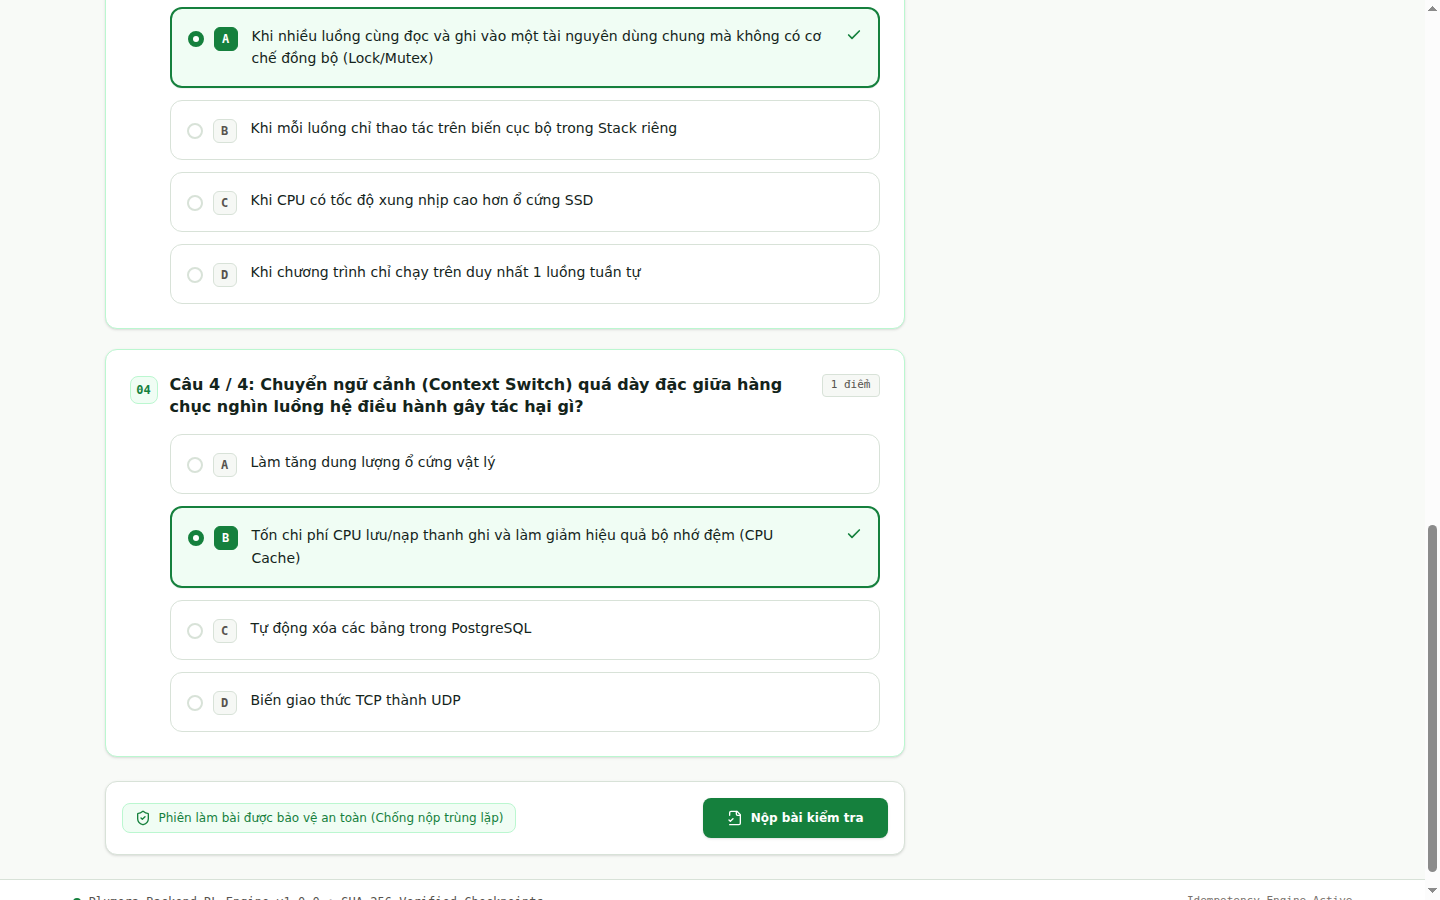 A
Khi nhiều luồng cùng đọc và ghi vào một tài nguyên dùng chung mà không có cơ
chế đồng bộ (Lock/Mutex)
B
Khi mỗi luồng chỉ thao tác trên biến cục bộ trong Stack riêng
C
Khi CPU có tốc độ xung nhịp cao hơn ổ cứng SSD
D
Khi chương trình chỉ chạy trên duy nhất 1 luồng tuần tự
04
Câu 4 / 4: Chuyển ngữ cảnh (Context Switch) quá dày đặc giữa hàng
chục nghìn luồng hệ điều hành gây tác hại gì?
1 điểm
A
Làm tăng dung lượng ổ cứng vật lý
B
Tốn chi phí CPU lưu/nạp thanh ghi và làm giảm hiệu quả bộ nhớ đệm (CPU
Cache)
C
Tự động xóa các bảng trong PostgreSQL
D
Biến giao thức TCP thành UDP
Phiên làm bài được bảo vệ an toàn (Chống nộp trùng lặp)
Nộp bài kiểm tra
Idempotency Engine Active